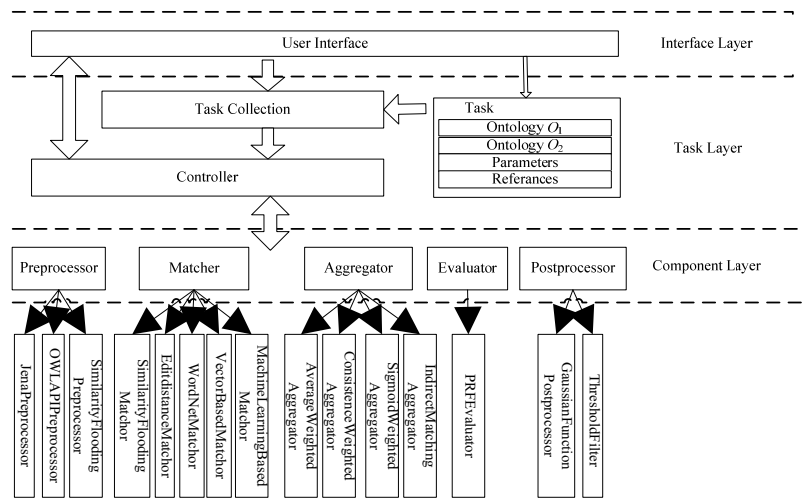 User Interface
Interface Layer
Task Collection
Task
Ontology O1
Ontology O2
Parameters
Referances
Task Layer
Controller
Preprocessor
Matcher
Aggregator
Evaluator
Postprocessor
Component Layer
JenaPreprocessor
OWLAPIPreprocessor
SimilarityFlooding
Preprocessor
SimilarityFlooding
Matchor
EditdistanceMatchor
WordNetMatchor
VectorBasedMatchor
MachineLearningBased
Matchor
AverageWeighted
Aggregator
ConsistenceWeighted
Aggregator
SigmoidWeighted
Aggregator
IndirectMatching
Aggregator
PRFEvaluator
GaussianFunction
Postprocessor
ThresholdFilter